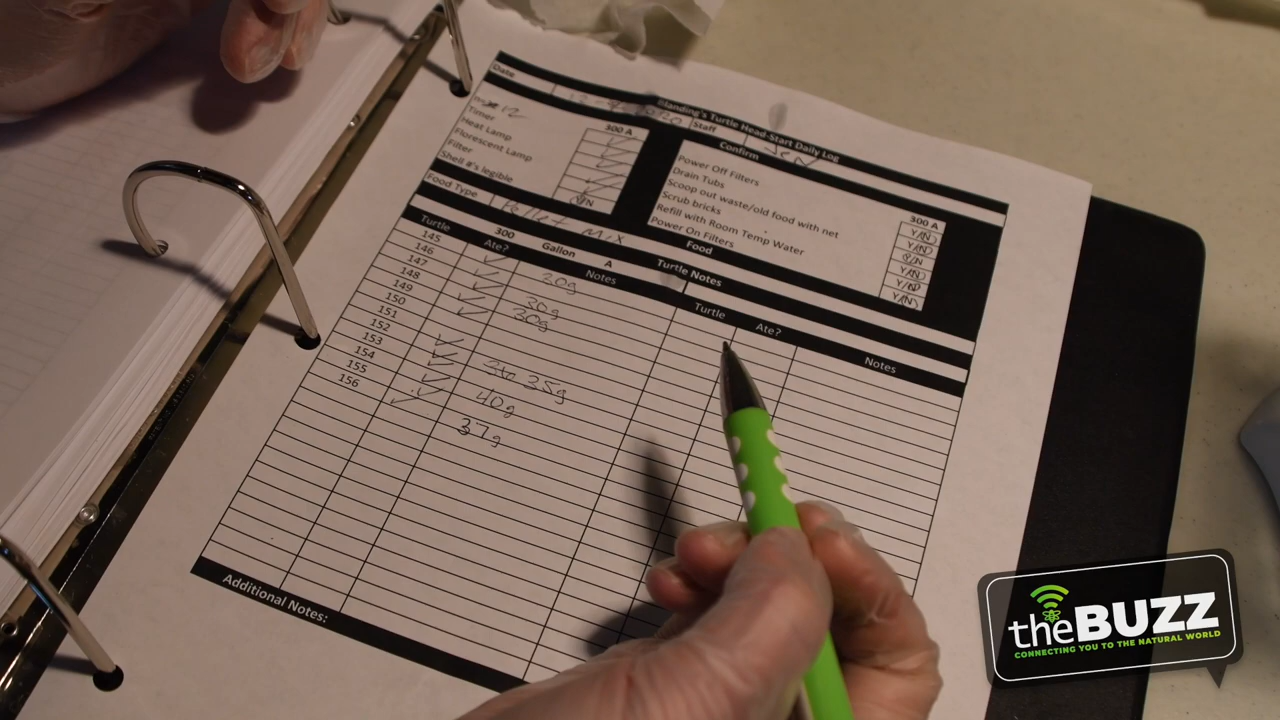 Blanding's Turtle Head-Start Daily Log
Date
Staff Jen
300 A
Timer
Heat Lamp
Florescent Lamp
Filter
Shell #'s legible Y/N
Confirm
300 A
Power Off Filters Y/N
Drain Tubs Y/N
Scoop out waste/old food with net Y/N
Scrub bricks Y/N
Refill with Room Temp Water Y/N
Power On Filters Y/N
Food
Food Type Pellet Mix
Turtle Notes
300 Gallon A
Turtle Ate? Notes Turtle Ate? Notes
145 ✓
146 ✓ 30g
147
148 ✓ 30g
149 ✓ 30g
150
151 ✓
152 ✓
153 ✓ 35g
154 ✓ 40g
155 ✓
156 ✓ 37g
Additional Notes:
theBUZZ
CONNECTING YOU TO THE NATURAL WORLD